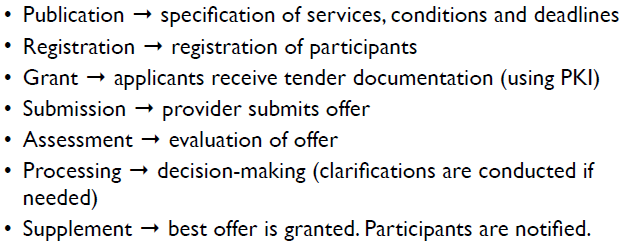 • Publication → specification of services, conditions and deadlines
• Registration → registration of participants
• Grant → applicants receive tender documentation (using PKI)
• Submission → provider submits offer
• Assessment → evaluation of offer
• Processing → decision-making (clarifications are conducted if
needed)
• Supplement → best offer is granted. Participants are notified.